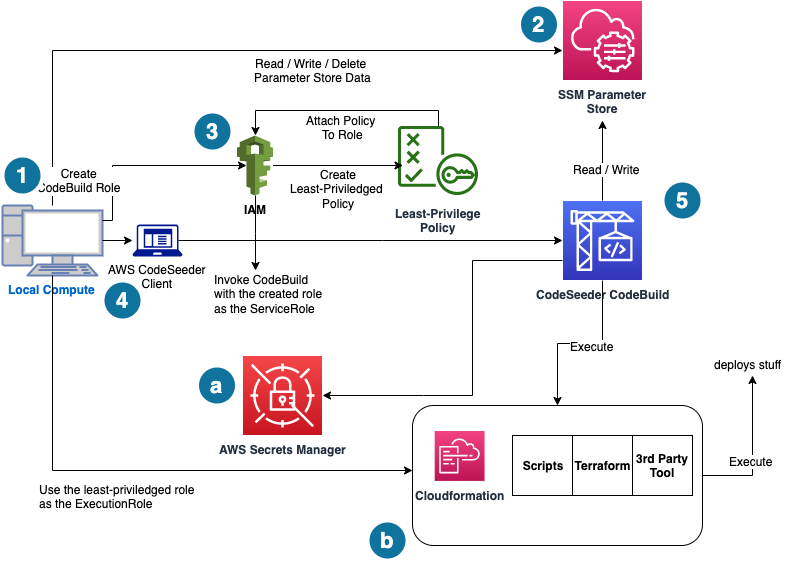 2
Read / Write / Delete
Parameter Store Data
SSM Parameter
Store
3
Attach Policy
To Role
1
Create
CodeBuild Role
Create
Least-Priviledged
Policy
IAM
Least-Privilege
Policy
Read / Write
5
</>
Local Compute
AWS CodeSeeder
Client
4
Invoke CodeBuild
with the created role
as the ServiceRole
CodeSeeder CodeBuild
Execute
a
AWS Secrets Manager
deploys stuff
Execute
Cloudformation
Scripts
Terraform
3rd Party
Tool
Use the least-priviledged role
as the ExecutionRole
b